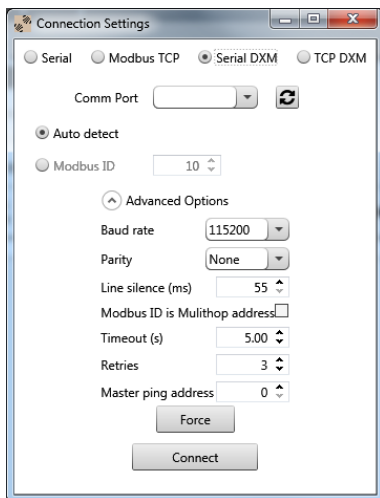 Connection Settings
Serial Modbus TCP Serial DXM TCP DXM
Comm Port
Auto detect
Modbus ID 10
Advanced Options
Baud rate 115200
Parity None
Line silence (ms) 55
Modbus ID is Mulithop address
Timeout (s) 5.00
Retries 3
Master ping address 0
Force
Connect